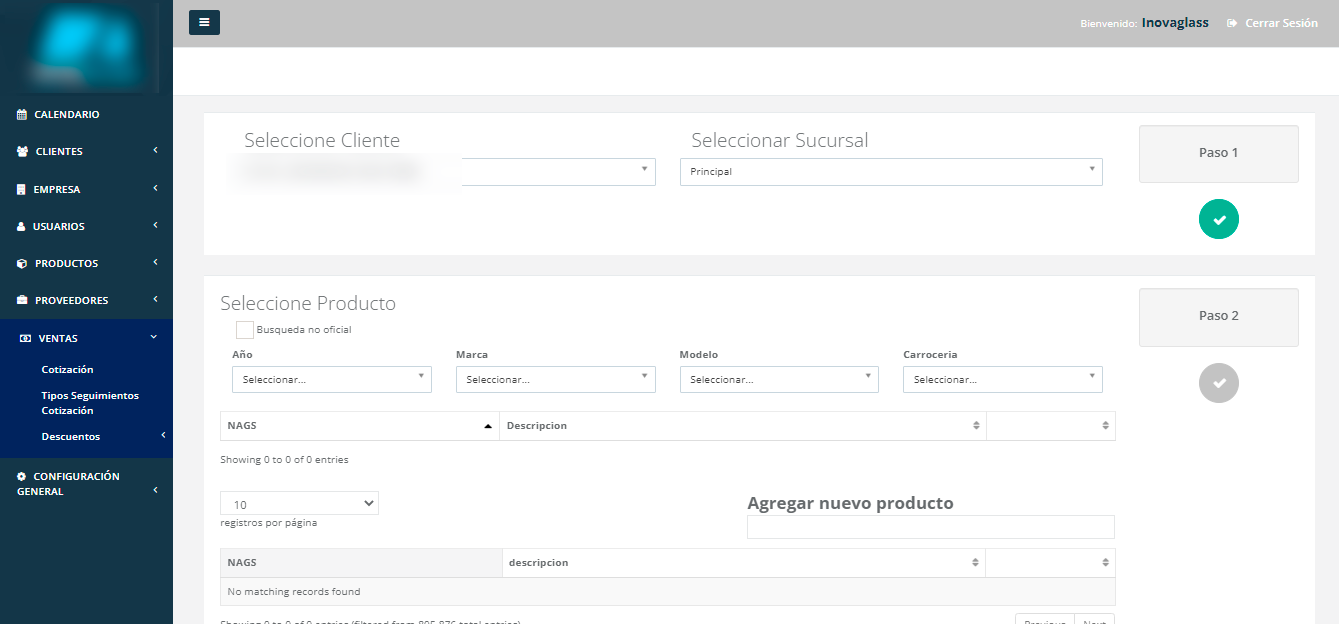 Bienvenido: Inovaglass Cerrar Sesión
CALENDARIO
CLIENTES
EMPRESA
USUARIOS
PRODUCTOS
PROVEEDORES
VENTAS
Cotización
Tipos Seguimientos
Cotización
Descuentos
CONFIGURACIÓN
GENERAL
Seleccione Cliente
Seleccionar Sucursal
Principal
Paso 1
Seleccione Producto
Busqueda no oficial
Año Marca Modelo Carroceria
Seleccionar... Seleccionar... Seleccionar... Seleccionar...
Paso 2
NAGS Descripcion
Showing 0 to 0 of 0 entries
10
registros por página
Agregar nuevo producto
NAGS descripcion
No matching records found
Showing 0 to 0 of 0 entries (filtered from 895,876 total entries)
Previous Next